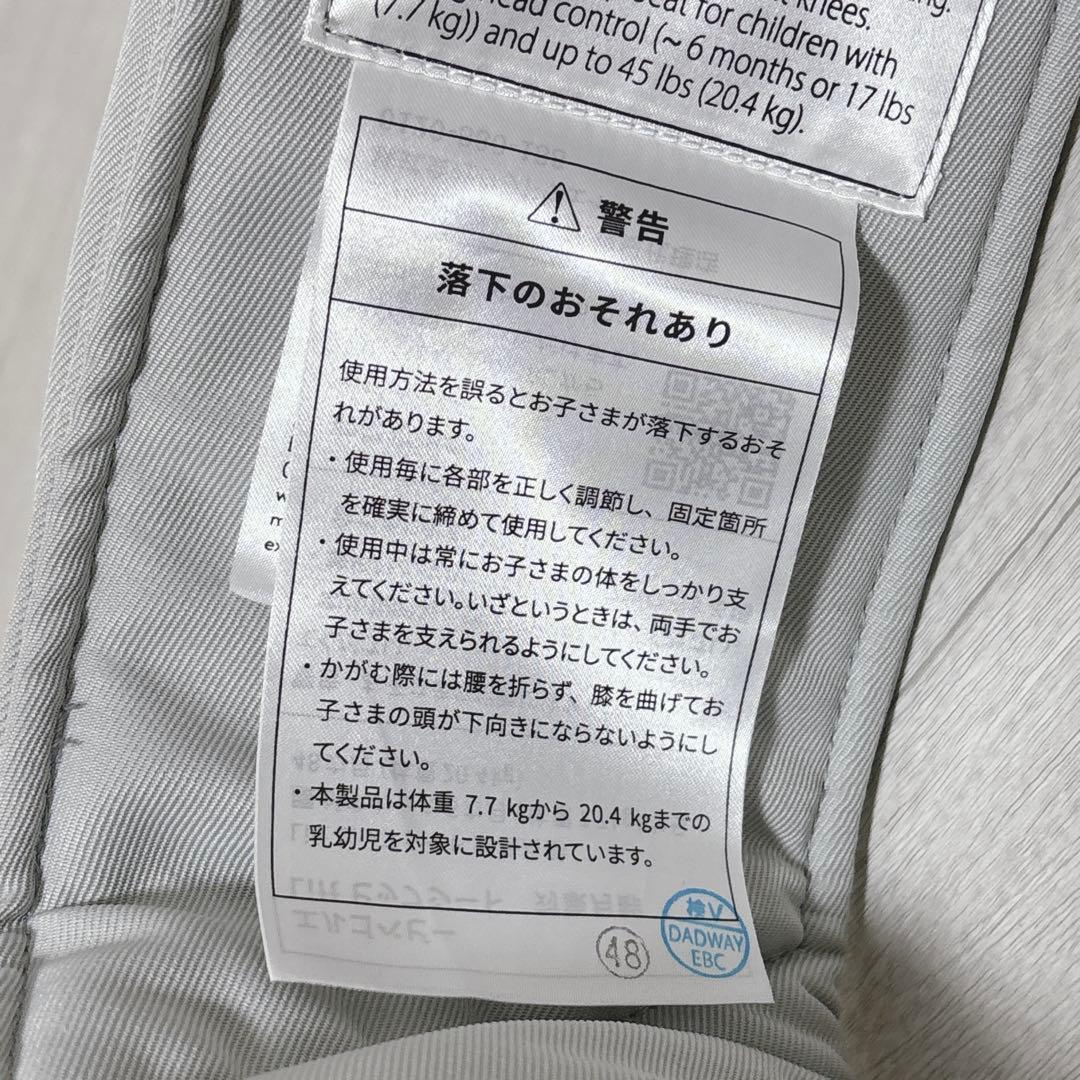 knees.
seat for children with
head control (~ 6 months or 17 lbs
(7.7 kg)) and up to 45 lbs (20.4 kg).
警告
落下のおそれあり
使用方法を誤るとお子さまが落下するおそ
れがあります。
・使用毎に各部を正しく調節し、固定箇所
を確実に締めて使用してください。
・使用中は常にお子さまの体をしっかり支
えてください。いざというときは、両手でお
子さまを支えられるようにしてください。
・かがむ際には腰を折らず、膝を曲げてお
子さまの頭が下向きにならないようにし
てください。
・本製品は体重 7.7 kgから 20.4 kgまでの
乳幼児を対象に設計されています。
48
検V
DADWAY
EBC